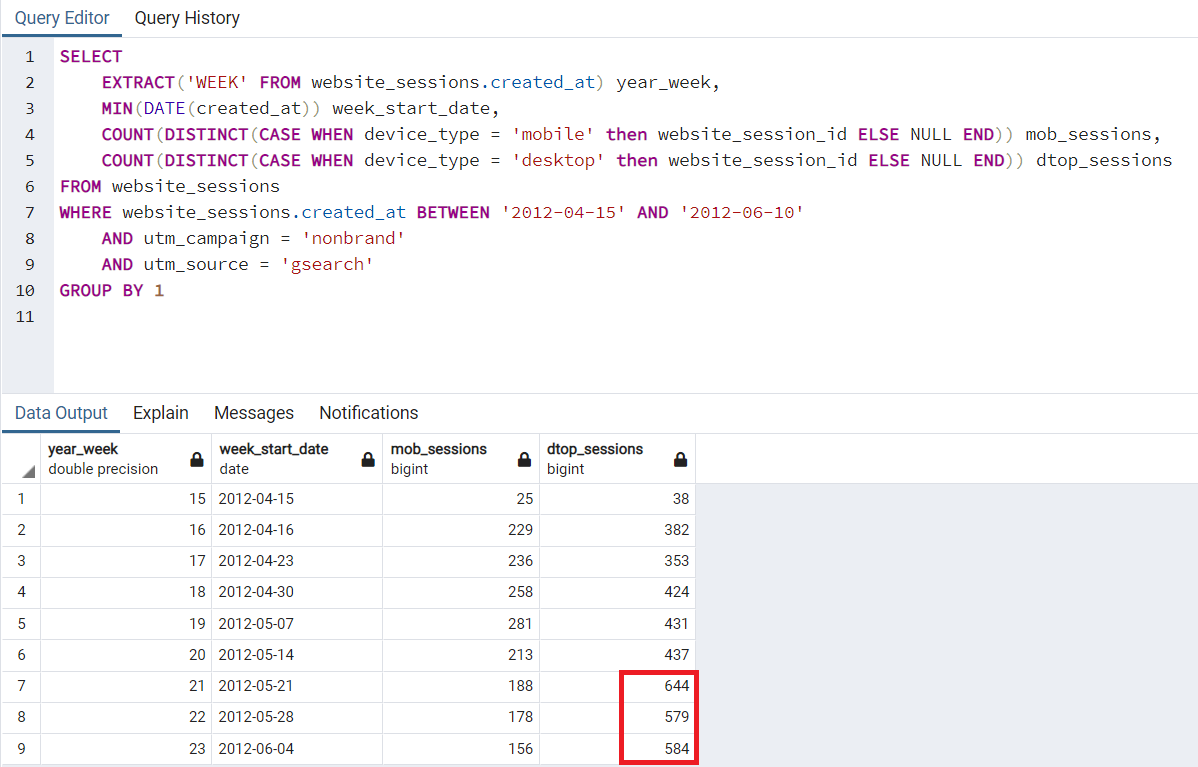 Query Editor Query History
1 SELECT
2 EXTRACT('WEEK' FROM website_sessions.created_at) year_week,
3 MIN(DATE(created_at)) week_start_date,
4 COUNT(DISTINCT(CASE WHEN device_type = 'mobile' then website_session_id ELSE NULL END)) mob_sessions,
5 COUNT(DISTINCT(CASE WHEN device_type = 'desktop' then website_session_id ELSE NULL END)) dtop_sessions
6 FROM website_sessions
7 WHERE website_sessions.created_at BETWEEN '2012-04-15' AND '2012-06-10'
8 AND utm_campaign = 'nonbrand'
9 AND utm_source = 'gsearch'
10 GROUP BY 1
11
Data Output Explain Messages Notifications
year_week week_start_date mob_sessions dtop_sessions
double precision date bigint bigint
1 15 2012-04-15 25 38
2 16 2012-04-16 229 382
3 17 2012-04-23 236 353
4 18 2012-04-30 258 424
5 19 2012-05-07 281 431
6 20 2012-05-14 213 437
7 21 2012-05-21 188 644
8 22 2012-05-28 178 579
9 23 2012-06-04 156 584